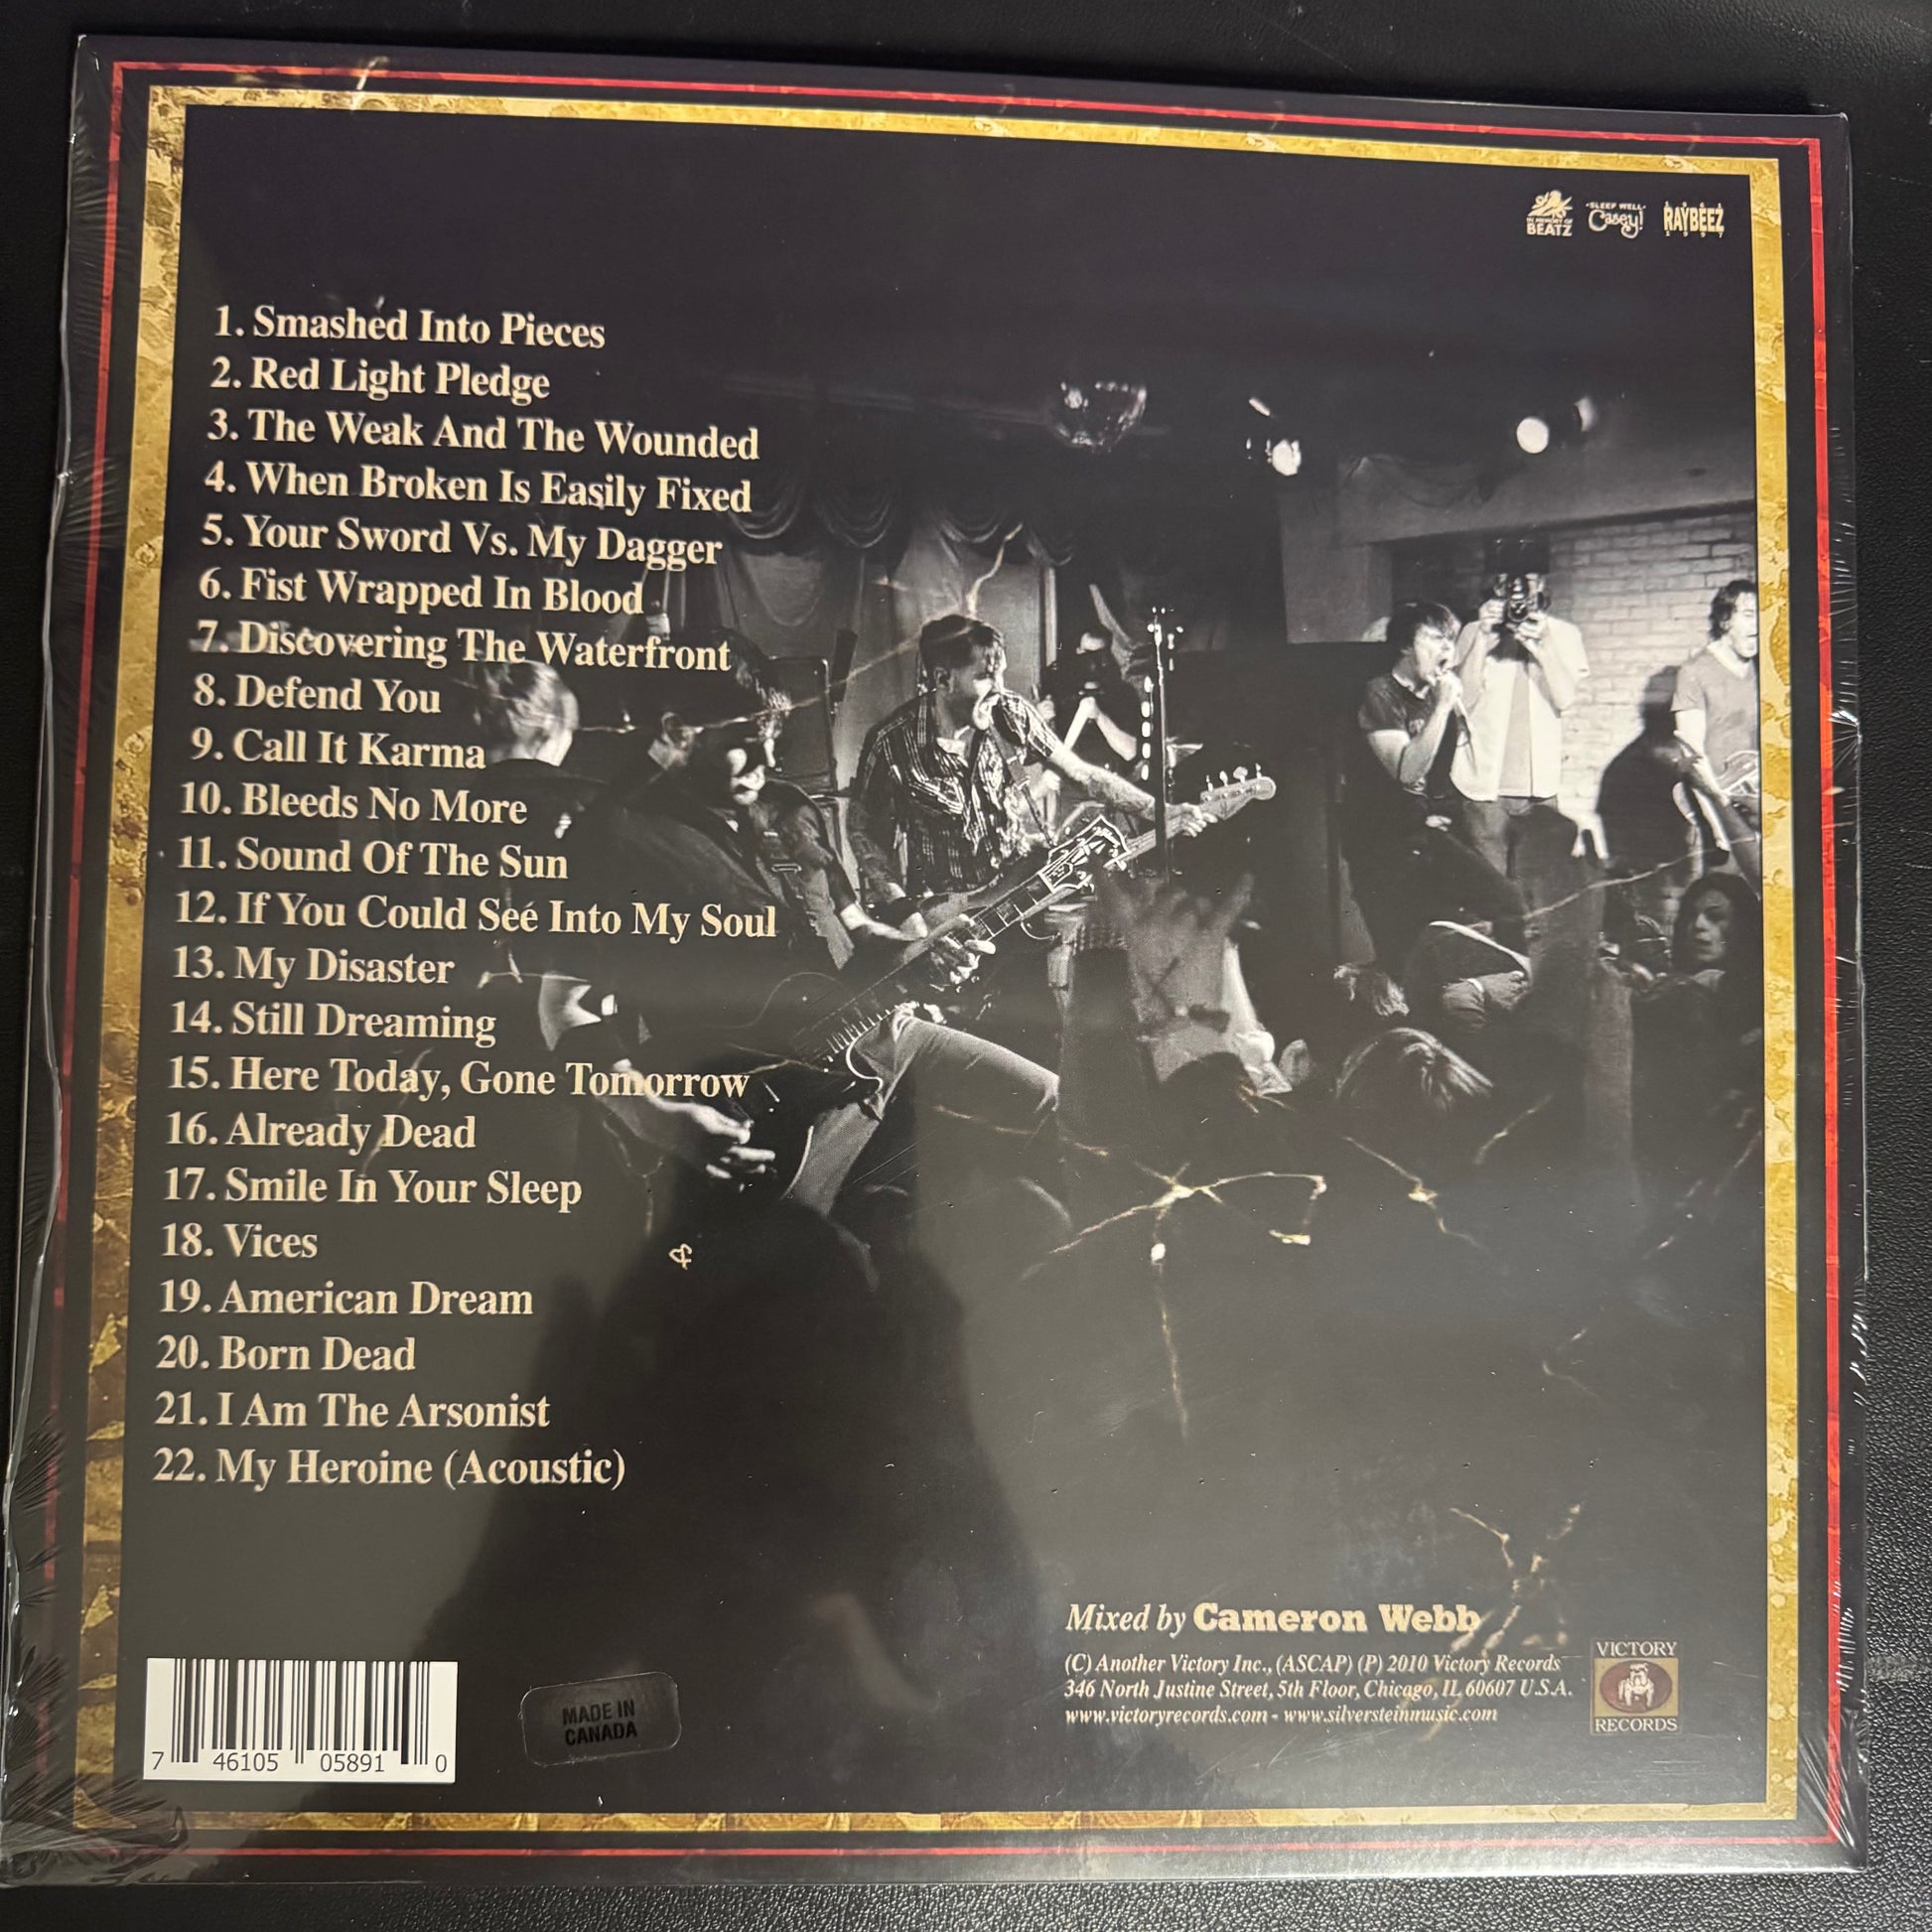 IN MEMORY OF
BEATZ
•SLEEP WELL•
Casey!
RAYBEEZ
1. Smashed Into Pieces
2. Red Light Pledge
3. The Weak And The Wounded
4. When Broken Is Easily Fixed
5. Your Sword Vs. My Dagger
6. Fist Wrapped In Blood
7. Discovering The Waterfront
8. Defend You
9. Call It Karma
10. Bleeds No More
11. Sound Of The Sun
12. If You Could See Into My Soul
13. My Disaster
14. Still Dreaming
15. Here Today, Gone Tomorrow
16. Already Dead
17. Smile In Your Sleep
18. Vices
19. American Dream
20. Born Dead
21. I Am The Arsonist
22. My Heroine (Acoustic)
Mixed by Cameron Webb
(C) Another Victory Inc., (ASCAP) (P) 2010 Victory Records
346 North Justine Street, 5th Floor, Chicago, IL 60607 U.S.A.
www.victoryrecords.com - www.silversteinmusic.com
VICTORY
RECORDS
MADE IN
CANADA
7 46105 05891 0